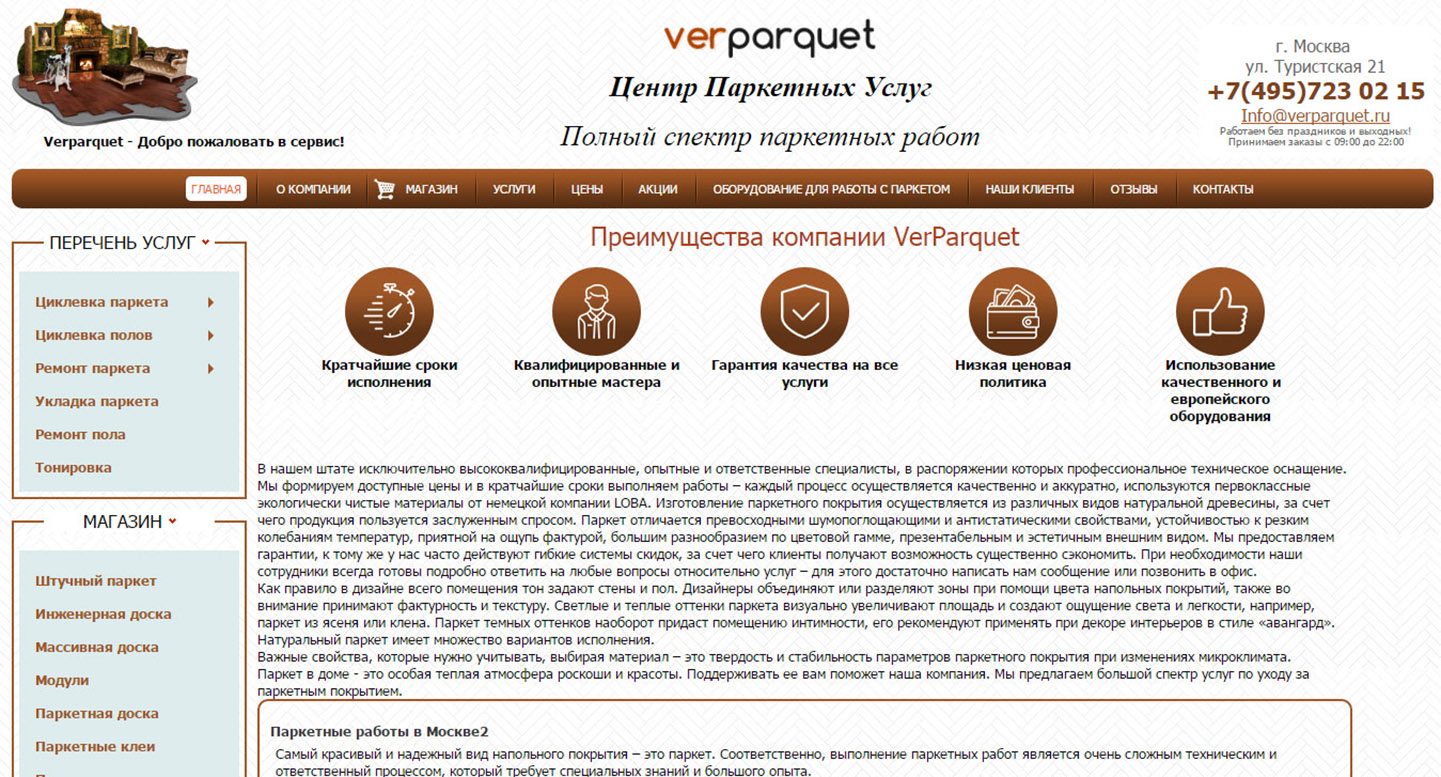 verparquet
Центр Паркетных Услуг
Полный спектр паркетных работ
Verparquet - Добро пожаловать в сервис!
г. Москва
ул. Туристская 21
+7(495)723 02 15
Info@verparquet.ru
Работаем без праздников и выходных!
Принимаем заказы с 09:00 до 22:00
ГЛАВНАЯ О КОМПАНИИ МАГАЗИН УСЛУГИ ЦЕНЫ АКЦИИ ОБОРУДОВАНИЕ ДЛЯ РАБОТЫ С ПАРКЕТОМ НАШИ КЛИЕНТЫ ОТЗЫВЫ КОНТАКТЫ
ПЕРЕЧЕНЬ УСЛУГ
Циклевка паркета
Циклевка полов
Ремонт паркета
Укладка паркета
Ремонт пола
Тонировка
МАГАЗИН
Штучный паркет
Инженерная доска
Массивная доска
Модули
Паркетная доска
Паркетные клеи
Преимущества компании VerParquet
Кратчайшие сроки
исполнения
Квалифицированные и
опытные мастера
Гарантия качества на все
услуги
Низкая ценовая
политика
Использование
качественного и
европейского
оборудования
В нашем штате исключительно высококвалифицированные, опытные и ответственные специалисты, в распоряжении которых профессиональное техническое оснащение.
Мы формируем доступные цены и в кратчайшие сроки выполняем работы – каждый процесс осуществляется качественно и аккуратно, используются первоклассные
экологически чистые материалы от немецкой компании LOBA. Изготовление паркетного покрытия осуществляется из различных видов натуральной древесины, за счет
чего продукция пользуется заслуженным спросом. Паркет отличается превосходными шумопоглощающими и антистатическими свойствами, устойчивостью к резким
колебаниям температур, приятной на ощупь фактурой, большим разнообразием по цветовой гамме, презентабельным и эстетичным внешним видом. Мы предоставляем
гарантии, к тому же у нас часто действуют гибкие системы скидок, за счет чего клиенты получают возможность существенно сэкономить. При необходимости наши
сотрудники всегда готовы подробно ответить на любые вопросы относительно услуг – для этого достаточно написать нам сообщение или позвонить в офис.
Как правило в дизайне всего помещения тон задают стены и пол. Дизайнеры объединяют или разделяют зоны при помощи цвета напольных покрытий, также во
внимание принимают фактурность и текстуру. Светлые и теплые оттенки паркета визуально увеличивают площадь и создают ощущение света и легкости, например,
паркет из ясеня или клена. Паркет темных оттенков наоборот придаст помещению интимности, его рекомендуют применять при декоре интерьеров в стиле «авангард».
Натуральный паркет имеет множество вариантов исполнения.
Важные свойства, которые нужно учитывать, выбирая материал – это твердость и стабильность параметров паркетного покрытия при изменениях микроклимата.
Паркет в доме - это особая теплая атмосфера роскоши и красоты. Поддерживать ее вам поможет наша компания. Мы предлагаем большой спектр услуг по уходу за
паркетным покрытием.
Паркетные работы в Москве2
Самый красивый и надежный вид напольного покрытия – это паркет. Соответственно, выполнение паркетных работ является очень сложным техническим и
ответственный процессом, который требует специальных знаний и большого опыта.